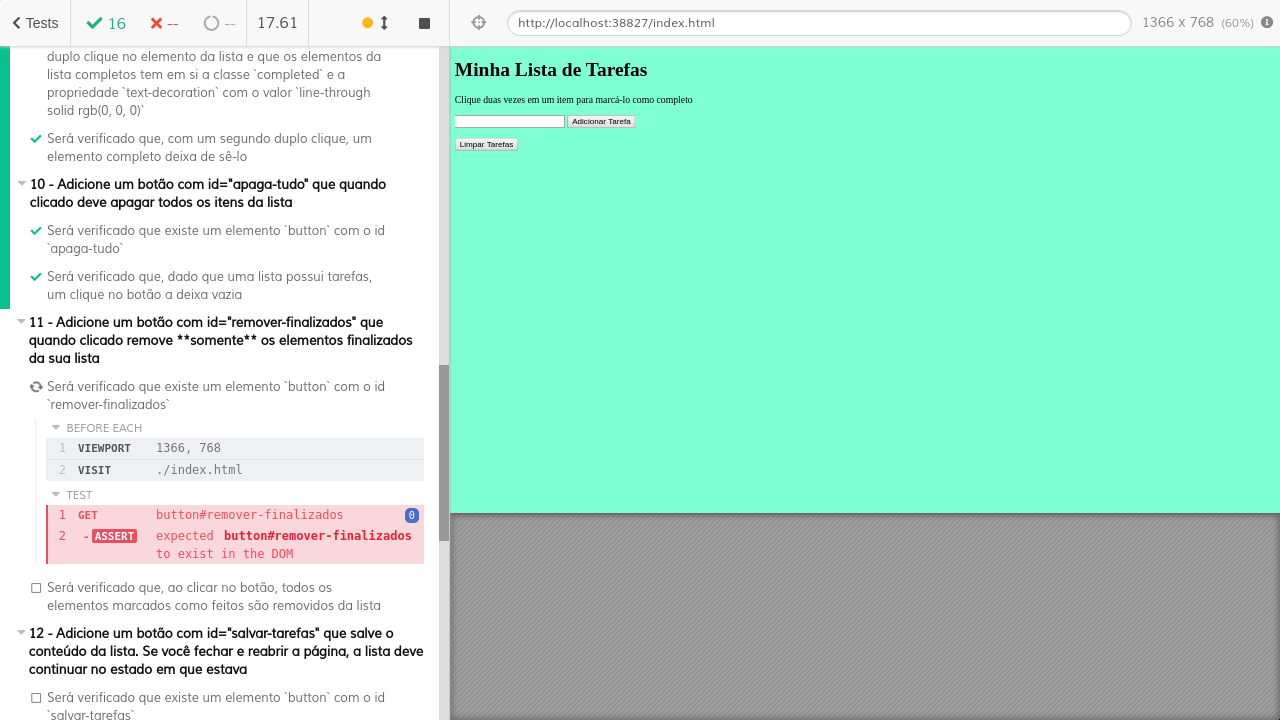 Tests
16
--
--
17.61
http://localhost:38827/index.html
1366 x 768 (60%)
duplo clique no elemento da lista e que os elementos da
lista completos tem em si a classe `completed` e a
propriedade `text-decoration` com o valor `line-through
solid rgb(0, 0, 0)`
Será verificado que, com um segundo duplo clique, um
elemento completo deixa de sê-lo
10 - Adicione um botão com id="apaga-tudo" que quando
clicado deve apagar todos os itens da lista
Será verificado que existe um elemento `button` com o id
`apaga-tudo`
Será verificado que, dado que uma lista possui tarefas,
um clique no botão a deixa vazia
11 - Adicione um botão com id="remover-finalizados" que
quando clicado remove **somente** os elementos finalizados
da sua lista
Será verificado que existe um elemento `button` com o id
`remover-finalizados`
BEFORE EACH
1 VIEWPORT 1366, 768
2 VISIT ./index.html
TEST
1 GET button#remover-finalizados 0
2 -ASSERT expected button#remover-finalizados
to exist in the DOM
Será verificado que, ao clicar no botão, todos os
elementos marcados como feitos são removidos da lista
12 - Adicione um botão com id="salvar-tarefas" que salve o
conteúdo da lista. Se você fechar e reabrir a página, a lista deve
continuar no estado em que estava
Será verificado que existe um elemento `button` com o id
`salvar-tarefas`
Minha Lista de Tarefas
Clique duas vezes em um item para marcá-lo como completo
Adicionar Tarefa
Limpar Tarefas